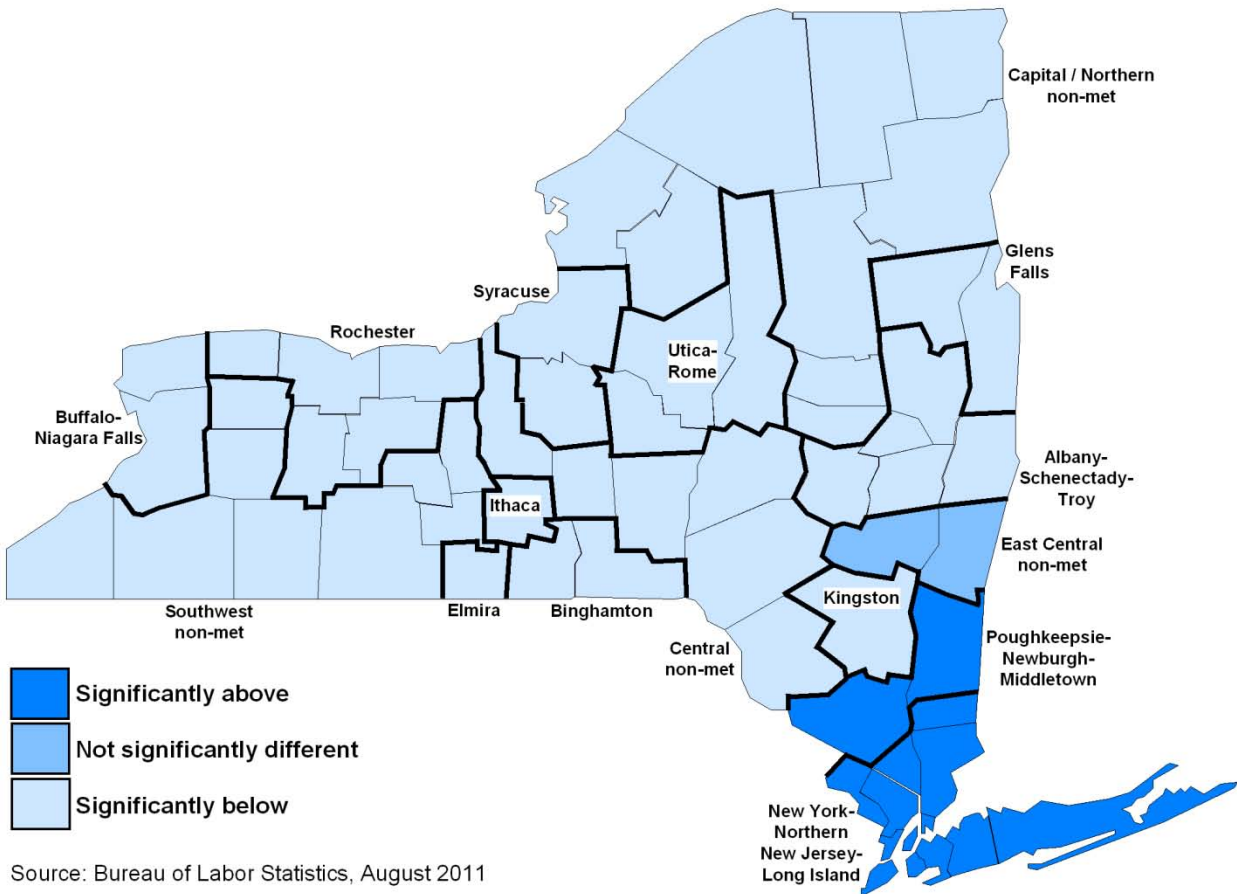 Capital / Northern
non-met
Glens
Falls
Syracuse
Rochester
Utica-
Rome
Buffalo-
Niagara Falls
Albany-
Schenectady-
Troy
Ithaca
East Central
non-met
Kingston
Southwest
non-met
Elmira
Binghamton
Central
non-met
Poughkeepsie-
Newburgh-
Middletown
Significantly above
Not significantly different
Significantly below
New York-
Northern
New Jersey-
Long Island
Source: Bureau of Labor Statistics, August 2011